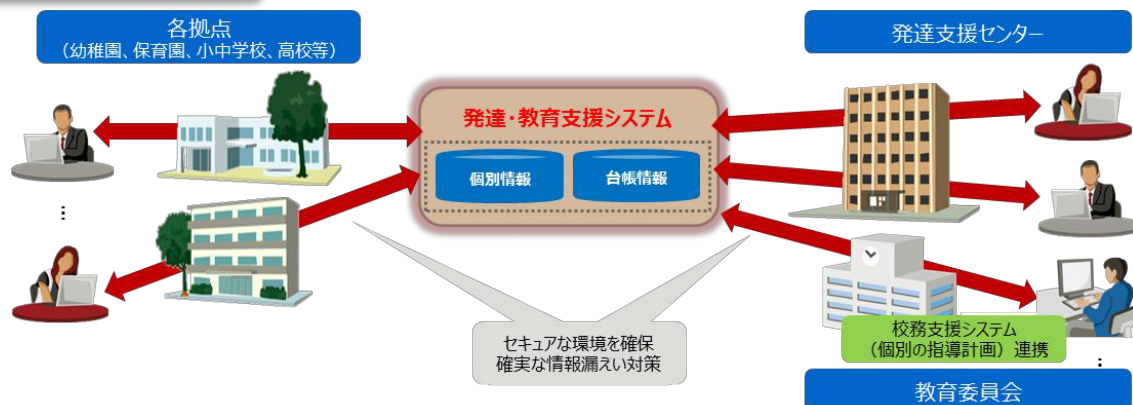 各拠点
（幼稚園、保育園、小中学校、高校等）
発達支援センター
発達・教育支援システム
個別情報
台帳情報
セキュアな環境を確保
確実な情報漏えい対策
校務支援システム
（個別の指導計画）連携
教育委員会